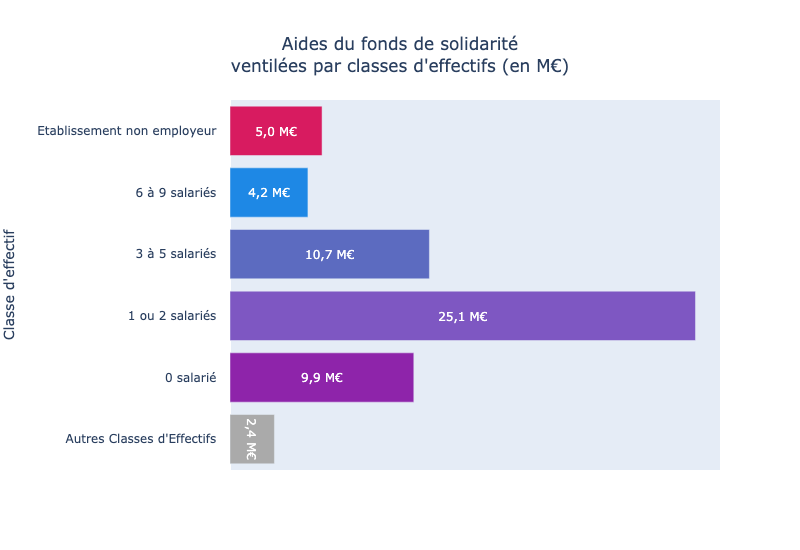 Aides du fonds de solidarité
ventilées par classes d'effectifs (en M€)
Classe d'effectif
Etablissement non employeur
5,0 M€
6 à 9 salariés
4,2 M€
3 à 5 salariés
10,7 M€
1 ou 2 salariés
25,1 M€
0 salarié
9,9 M€
Autres Classes d'Effectifs
2,4 M€